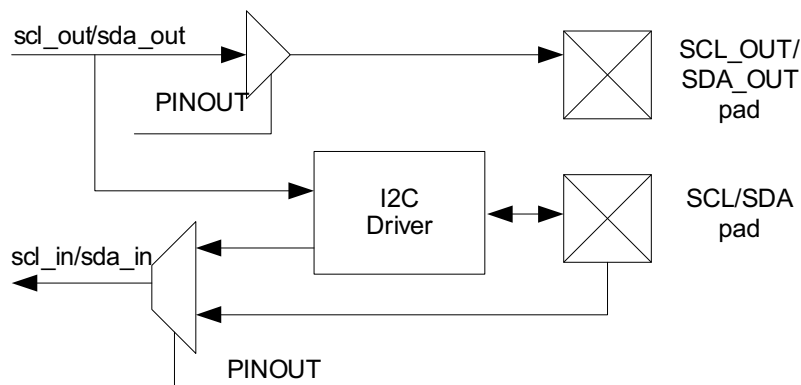 scl_out/sda_out
SCL_OUT/
SDA_OUT
pad
PINOUT
I2C
Driver
SCL/SDA
pad
scl_in/sda_in
PINOUT